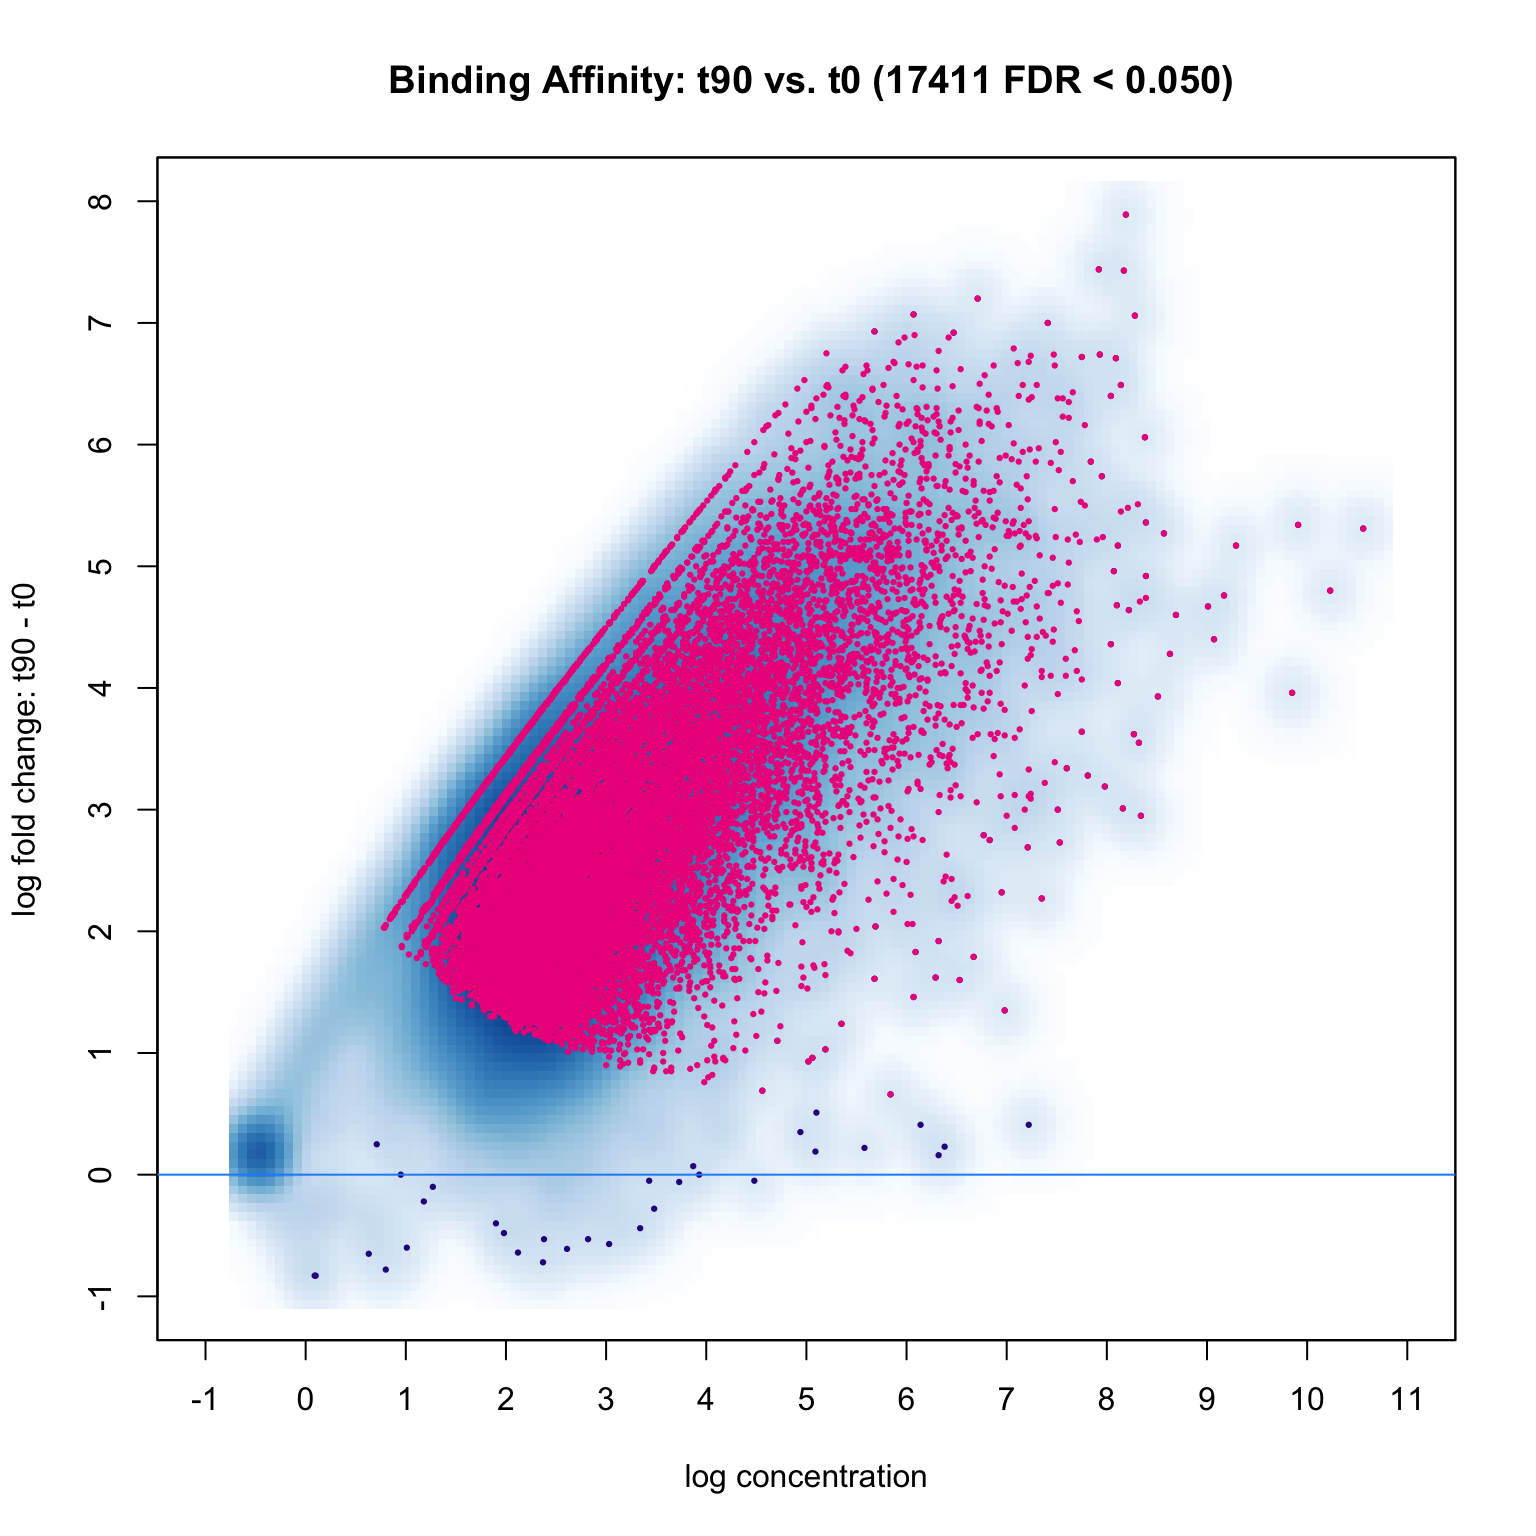 Binding Affinity: t90 vs. t0 (17411 FDR < 0.050)
log fold change: t90 - t0
8
7
6
5
4
3
2
1
0
-1
-1 0 1 2 3 4 5 6 7 8 9 10 11
log concentration